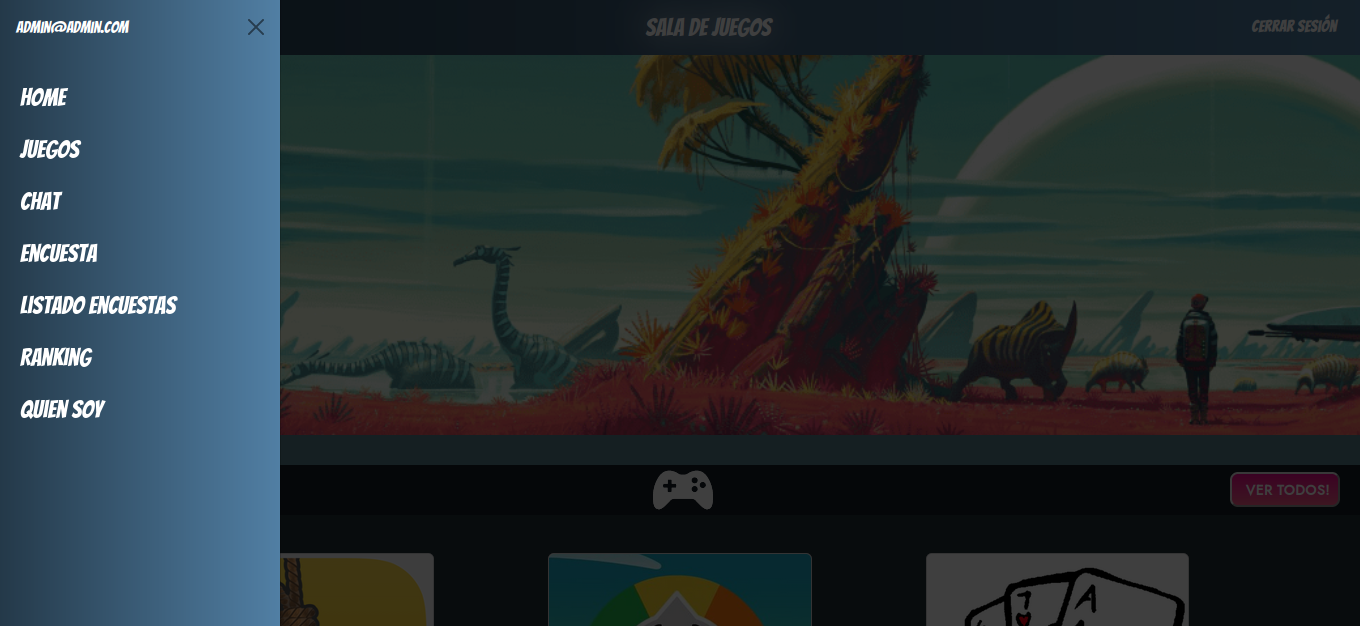 ADMIN@ADMIN.COM
SALA DE JUEGOS
CERRAR SESIÓN
HOME
JUEGOS
CHAT
ENCUESTA
LISTADO ENCUESTAS
RANKING
QUIEN SOY
VER TODOS!
A